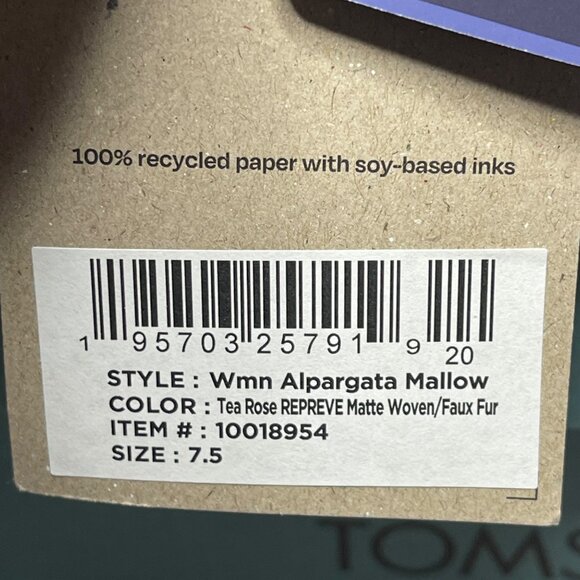 100% recycled paper with soy-based inks
1 95703 25791 9 20
STYLE : Wmn Alpargata Mallow
COLOR : Tea Rose REPREVE Matte Woven/Faux Fur
ITEM # : 10018954
SIZE : 7.5
TOMS